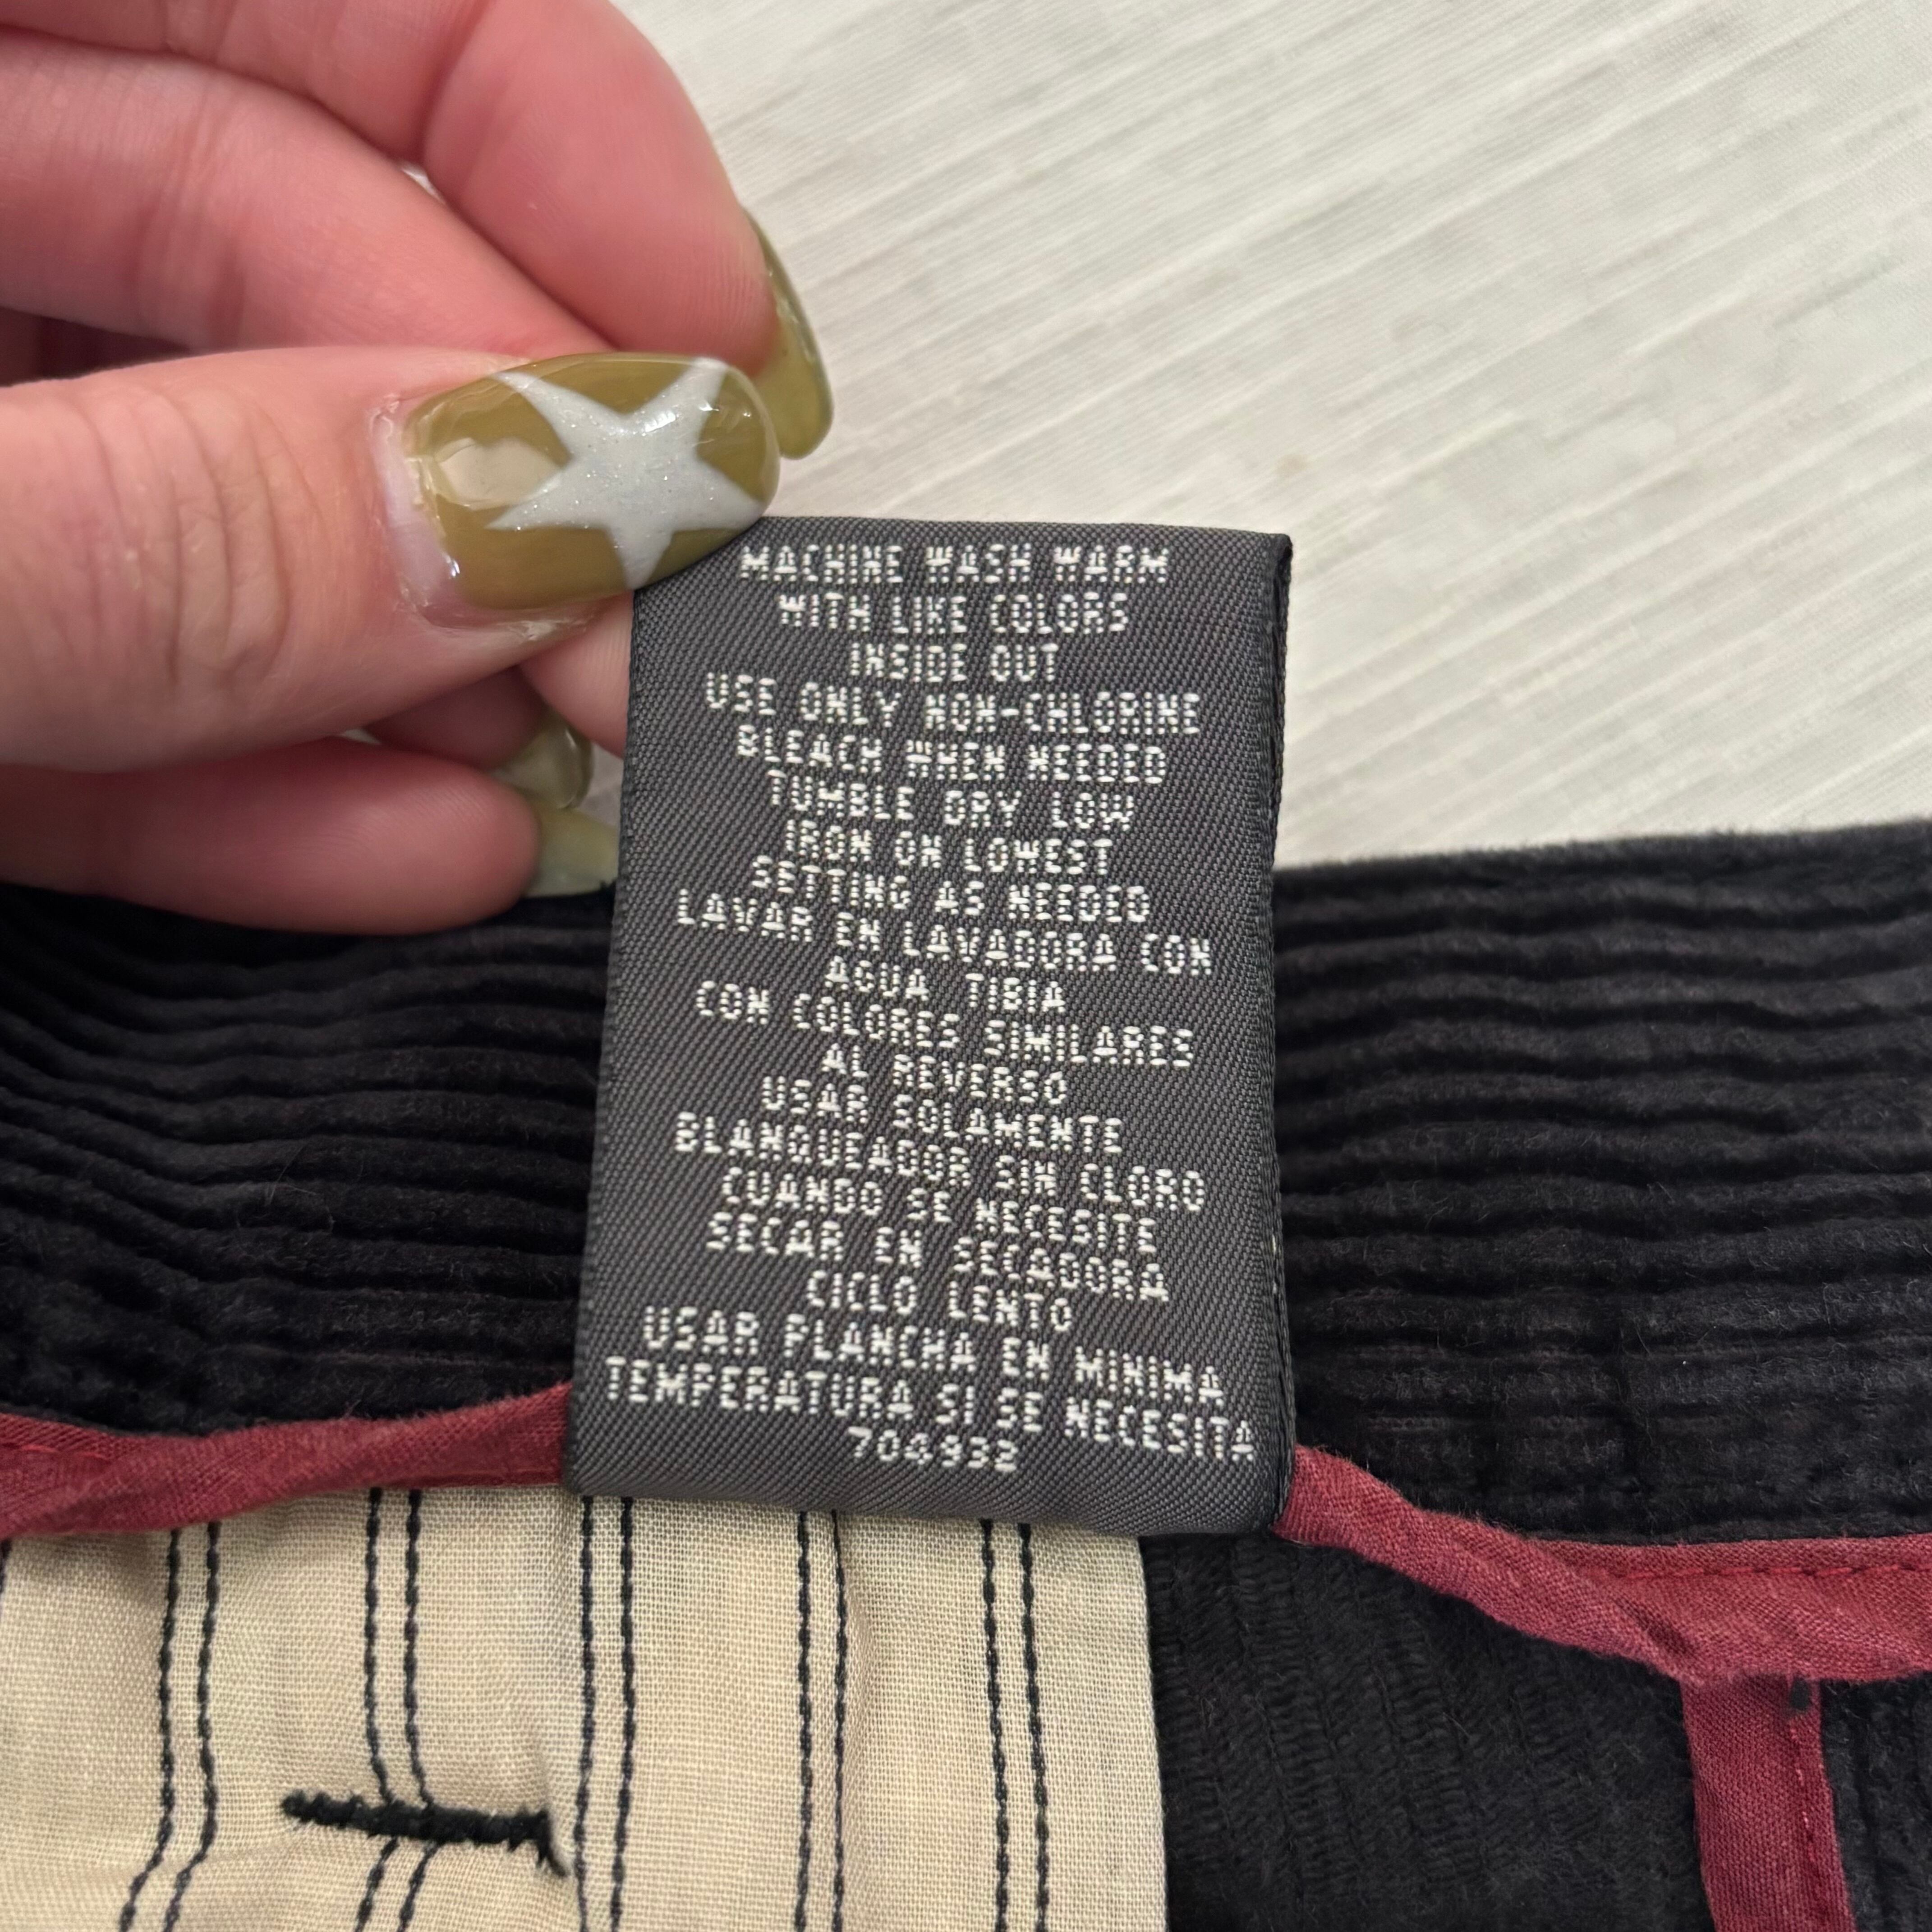 MACHINE WASH WARM
WITH LIKE COLORS
INSIDE OUT
USE ONLY NON-CHLORINE
BLEACH WHEN NEEDED
TUMBLE DRY LOW
IRON ON LOWEST
SETTING AS NEEDED
LAVAR EN LAVADORA CON
AGUA TIBIA
CON COLORES SIMILARES
AL REVERSO
USAR SOLAMENTE
BLANQUEADOR SIN CLORO
CUANDO SE NECESITE
SECAR EN SECADORA
CICLO LENTO
USAR PLANCHA EN MINIMA
TEMPERATURA SI SE NECESITA
704932